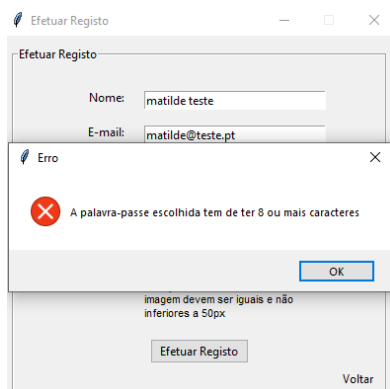 Efetuar Registo
Efetuar Registo
Nome:
matilde teste
E-mail:
matilde@teste.pt
Erro
A palavra-passe escolhida tem de ter 8 ou mais caracteres
OK
imagem devem ser iguais e não
inferiores a 50px
Efetuar Registo
Voltar